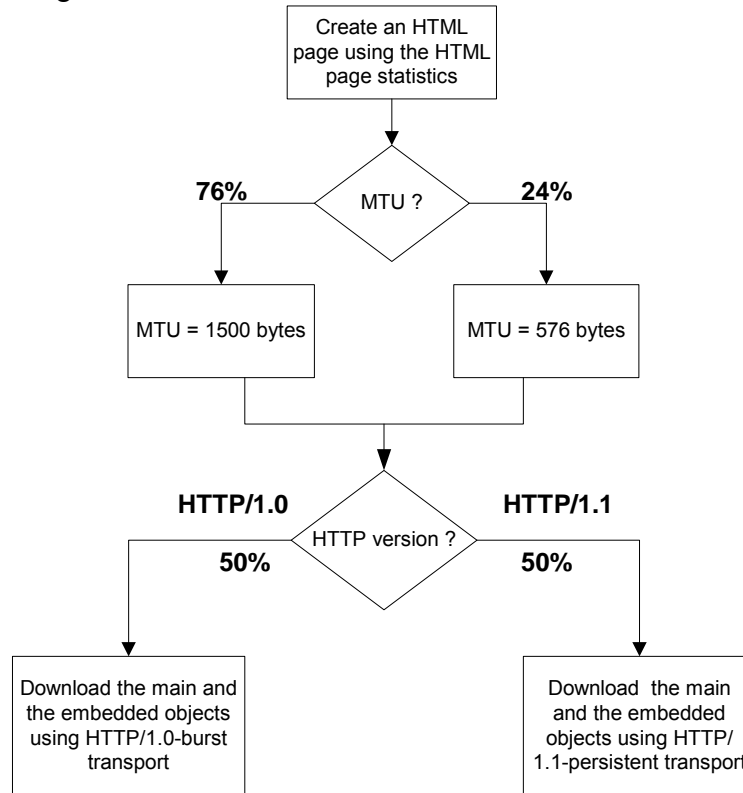 Create an HTML
page using the HTML
page statistics
76%
MTU ?
24%
MTU = 1500 bytes
MTU = 576 bytes
HTTP/1.0
HTTP/1.1
HTTP version ?
50%
50%
Download the main and
the embedded objects
using HTTP/1.0-burst
transport
Download the main
and the embedded
objects using HTTP/
1.1-persistent transport